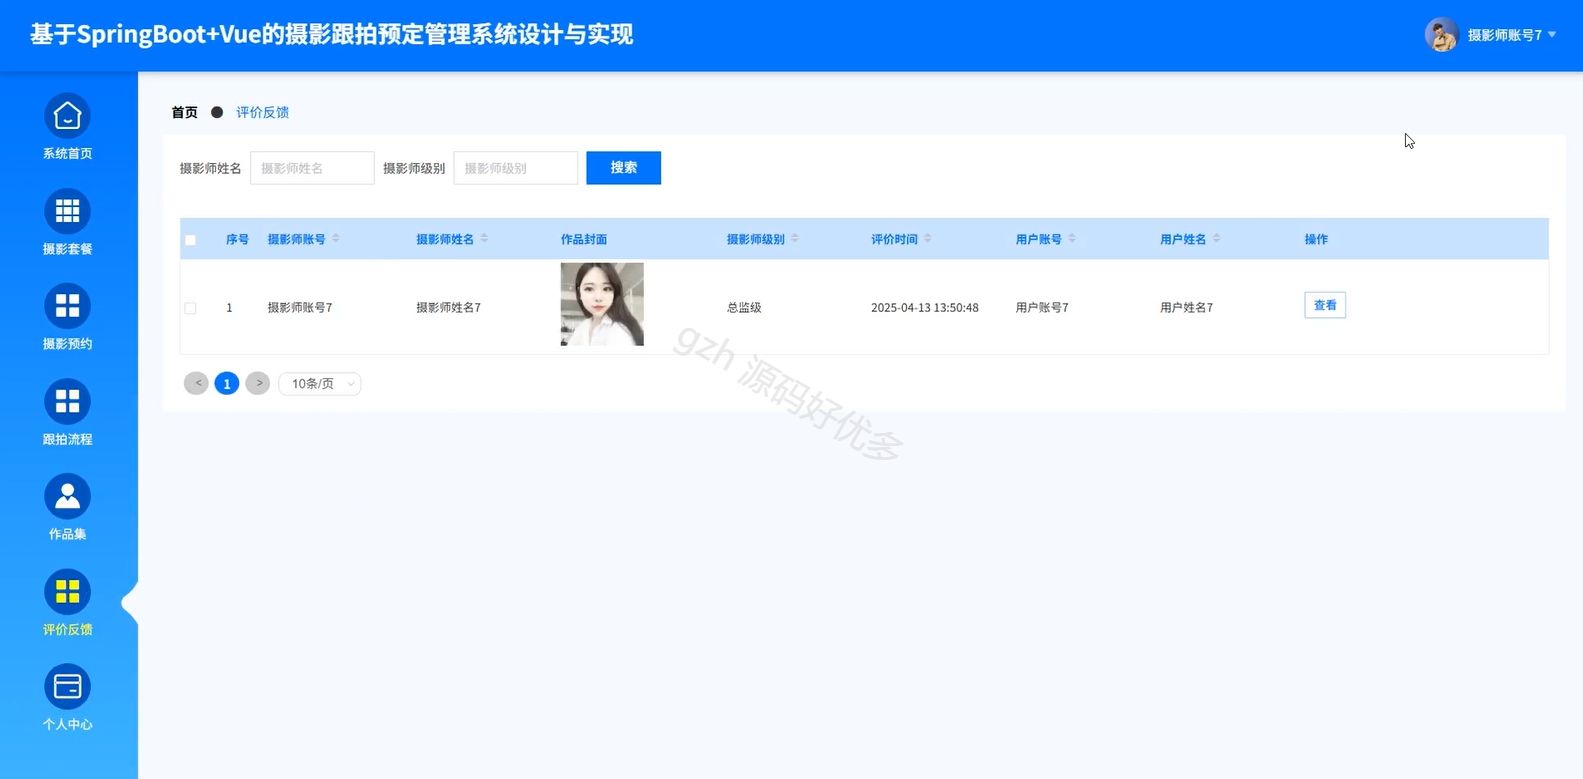 基于SpringBoot+Vue的摄影跟拍预定管理系统设计与实现
摄影师账号7
系统首页
摄影套餐
摄影预约
跟拍流程
作品集
评价反馈
个人中心
首页 评价反馈
摄影师姓名 摄影师姓名 摄影师级别 摄影师级别 搜索
序号 摄影师账号 摄影师姓名 作品封面 摄影师级别 评价时间 用户账号 用户姓名 操作
1 摄影师账号7 摄影师姓名7 总监级 2025-04-13 13:50:48 用户账号7 用户姓名7 查看
< 1 > 10条/页
gzh 源码好优多